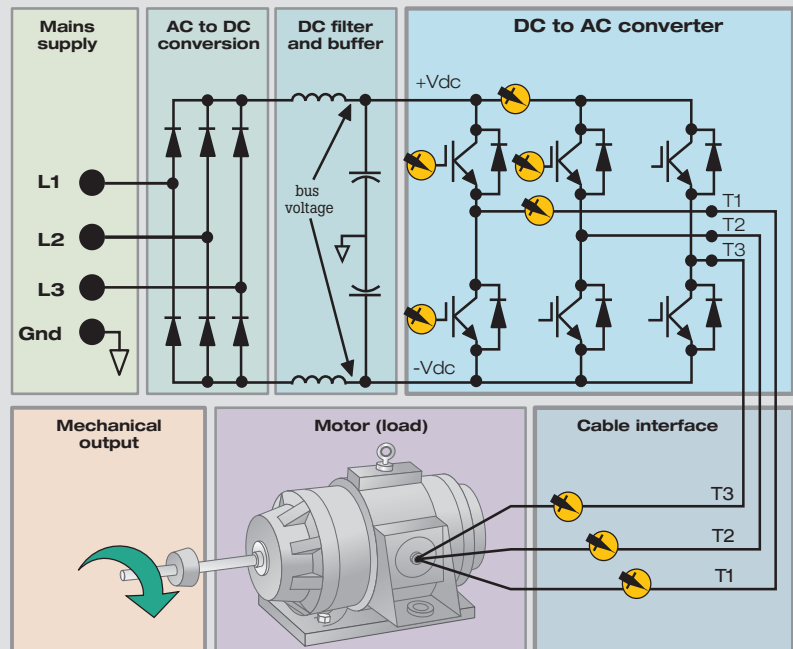 Mains
supply
AC to DC
conversion
DC filter
and buffer
DC to AC converter
+Vdc
L1
L2
L3
Gnd
bus
voltage
T1
T2
T3
-Vdc
Mechanical
output
Motor (load)
Cable interface
T3
T2
T1